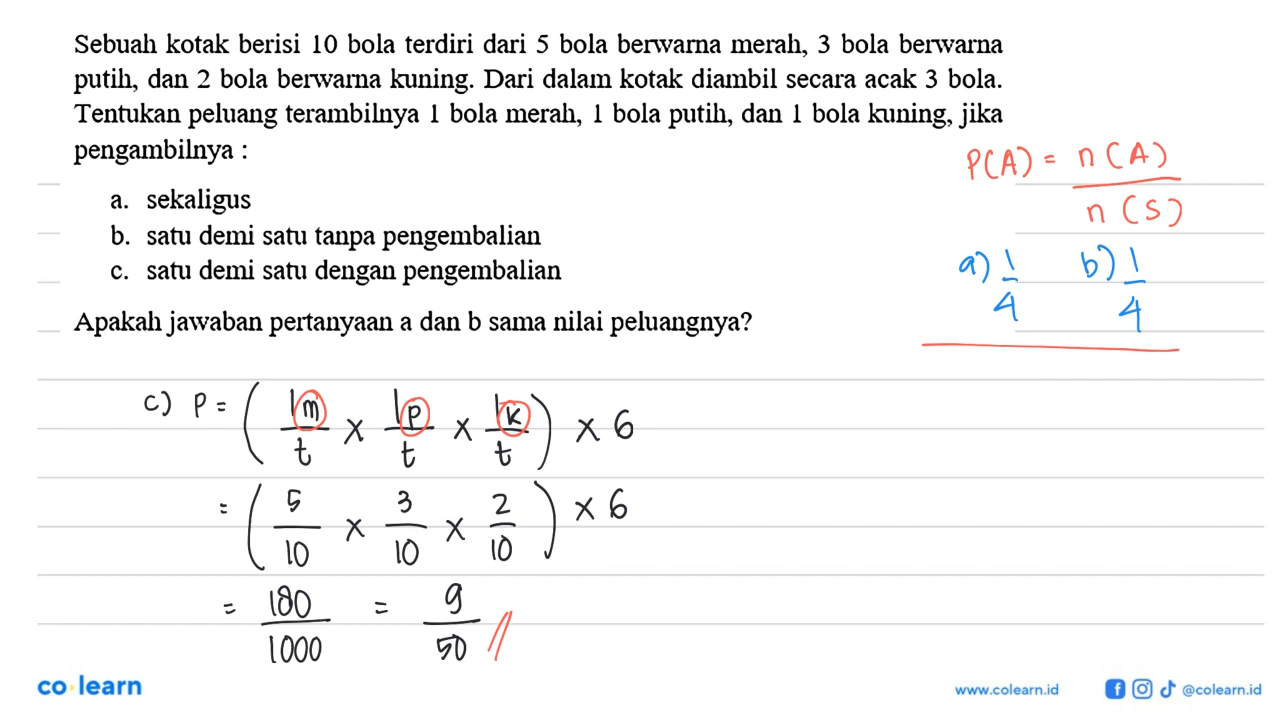 Sebuah kotak berisi 10 bola terdiri dari 5 bola berwarna merah, 3 bola berwarna
putih, dan 2 bola berwarna kuning. Dari dalam kotak diambil secara acak 3 bola.
Tentukan peluang terambilnya 1 bola merah, 1 bola putih, dan 1 bola kuning, jika
pengambilnya :
a. sekaligus
b. satu demi satu tanpa pengembalian
c. satu demi satu dengan pengembalian
Apakah jawaban pertanyaan a dan b sama nilai peluangnya?
P(A) = n(A)/n(S)
a) 1/4 b) 1/4
c) P = (1m/t × 1p/t × 1k/t) × 6
= (5/10 × 3/10 × 2/10) × 6
= 180/1000 = 9/50 //
co learn
www.colearn.id @colearn.id